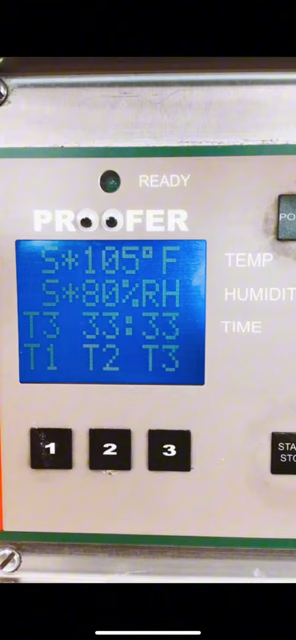 READY
PROOFER
S*105°F
TEMP
S*80%RH
HUMIDIT
T3 33:33
TIME
T1 T2 T3
1 2 3
PO
STA
STO